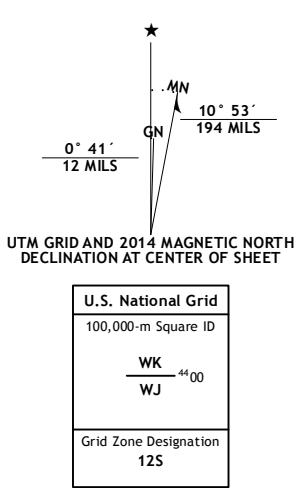 ★
MN
10° 53´
194 MILS
GN
0° 41´
12 MILS
UTM GRID AND 2014 MAGNETIC NORTH
DECLINATION AT CENTER OF SHEET
U.S. National Grid
100,000-m Square ID
WK
⁴⁴00
WJ
Grid Zone Designation
12S